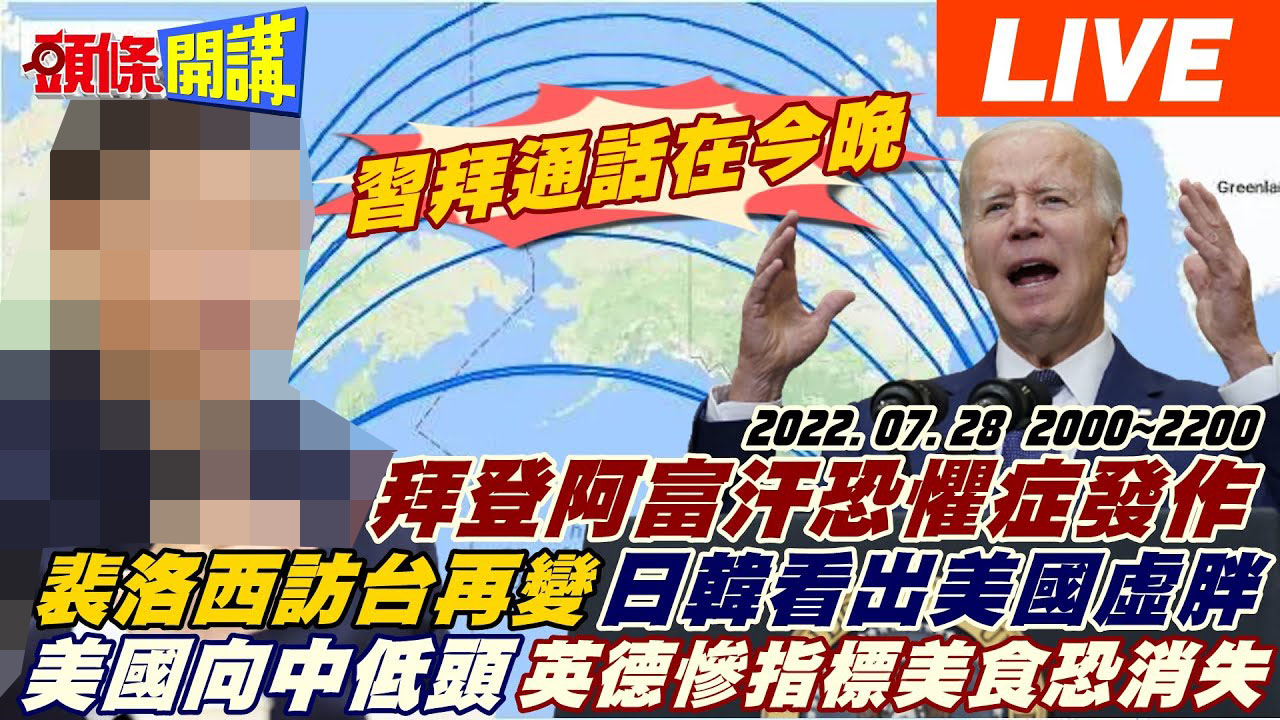 頭條開講
LIVE
習拜通話在今晚
Greenla
2022.07.28 2000~2200
拜登阿富汗恐懼症發作
裴洛西訪台再變 日韓看出美國虛胖
美國向中低頭 英德慘指標美食恐消失